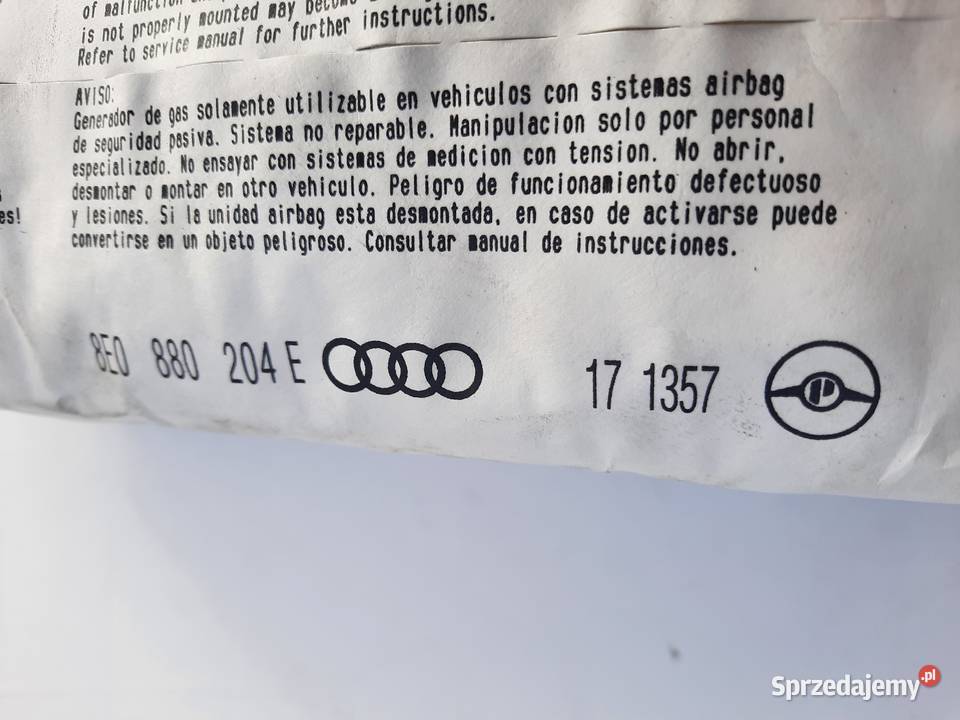 of malfunction
is not properly mounted may become
Refer to service manual for further instructions.
AVISO:
Generador de gas solamente utilizable en vehiculos con sistemas airbag
de seguridad pasiva. Sistema no reparable. Manipulacion solo por personal
especializado. No ensayar con sistemas de medicion con tension. No abrir,
desmontar o montar en otro vehiculo. Peligro de funcionamiento defectuoso
es!
y lesiones. Si la unidad airbag esta desmontada, en caso de activarse puede
convertirse en un objeto peligroso. Consultar manual de instrucciones.
8E0 880 204 E 17 1357
Sprzedajemy.pl